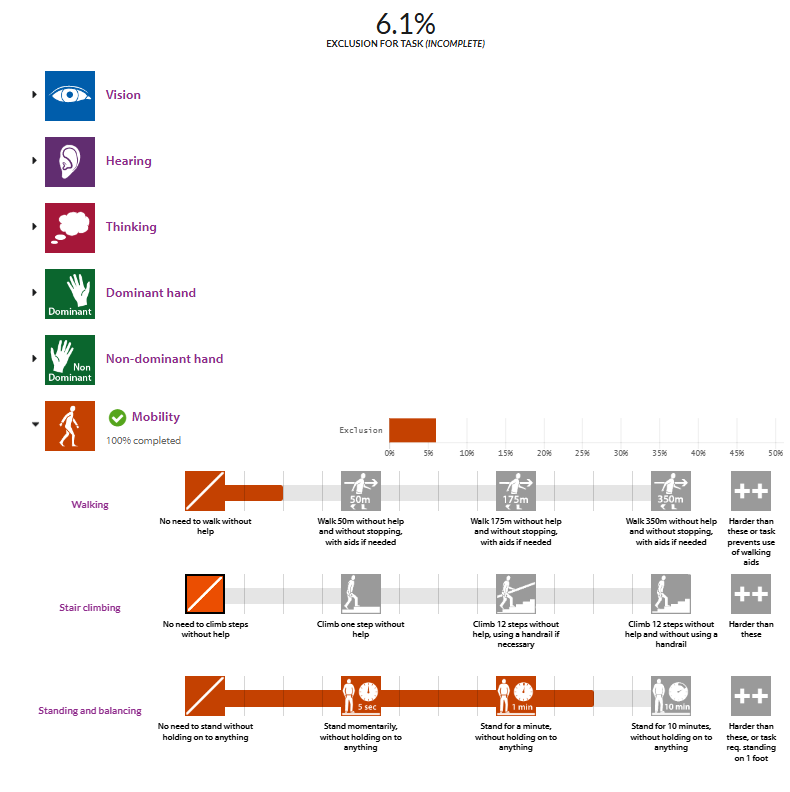 6.1%
EXCLUSION FOR TASK (INCOMPLETE)
Vision
Hearing
Thinking
Dominant
Dominant hand
Non
Dominant
Non-dominant hand
Mobility
100% completed
Exclusion
0% 5% 10% 15% 20% 25% 30% 35% 40% 45% 50%
Walking
50m 175m 350m ++
No need to walk without
help
Walk 50m without help
and without stopping,
with aids if needed
Walk 175m without help
and without stopping,
with aids if needed
Walk 350m without help
and without stopping,
with aids if needed
Harder than
these or task
prevents use
of walking
aids
Stair climbing
++
No need to climb steps
without help
Climb one step without
help
Climb 12 steps without
help, using a handrail if
necessary
Climb 12 steps without
help and without using a
handrail
Harder than
these
Standing and balancing
5 sec 1 min 10 min ++
No need to stand without
holding on to anything
Stand momentarily,
without holding on to
anything
Stand for a minute,
without holding on to
anything
Stand for 10 minutes,
without holding on to
anything
Harder than
these, or task
req. standing
on 1 foot